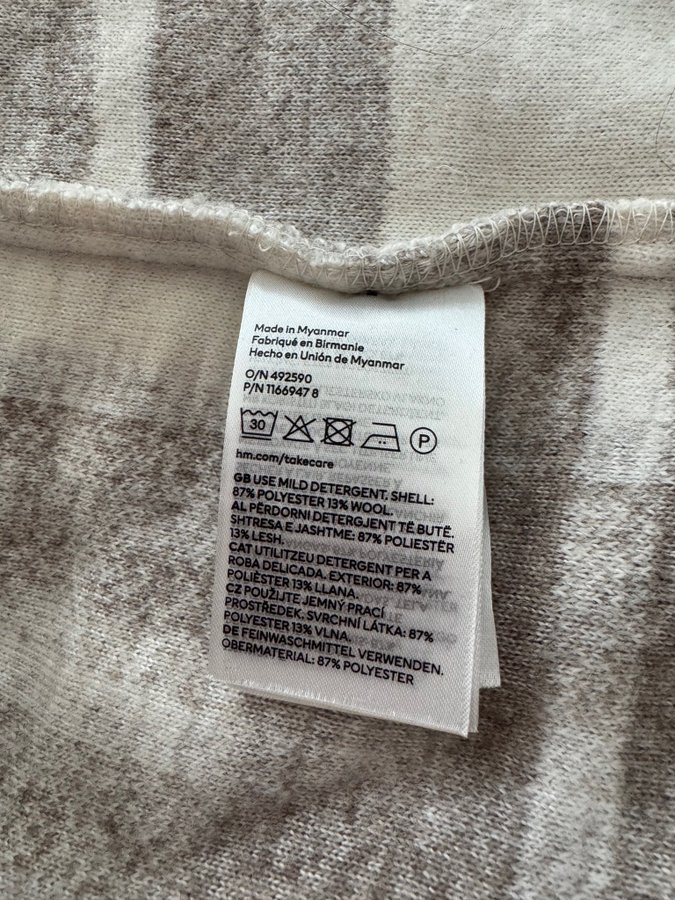 Made in Myanmar
Fabriqué en Birmanie
Hecho en Unión de Myanmar
O/N 492590
P/N 1166947 8
30
P
hm.com/takecare
GB USE MILD DETERGENT. SHELL:
87% POLYESTER 13% WOOL.
AL PËRDORNI DETERGJENT TË BUTË.
SHTRESA E JASHTME: 87% POLIESTËR
13% LESH.
CAT UTILITZEU DETERGENT PER A
ROBA DELICADA. EXTERIOR: 87%
POLIÈSTER 13% LLANA.
CZ POUŽIJTE JEMNÝ PRACÍ
PROSTŘEDEK. SVRCHNÍ LÁTKA: 87%
POLYESTER 13% VLNA.
DE FEINWASCHMITTEL VERWENDEN.
OBERMATERIAL: 87% POLYESTER